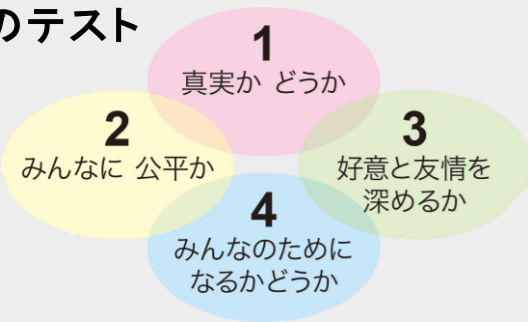 のテスト
1
真実か どうか
2
みんなに 公平か
3
好意と友情を
深めるか
4
みんなのために
なるかどうか